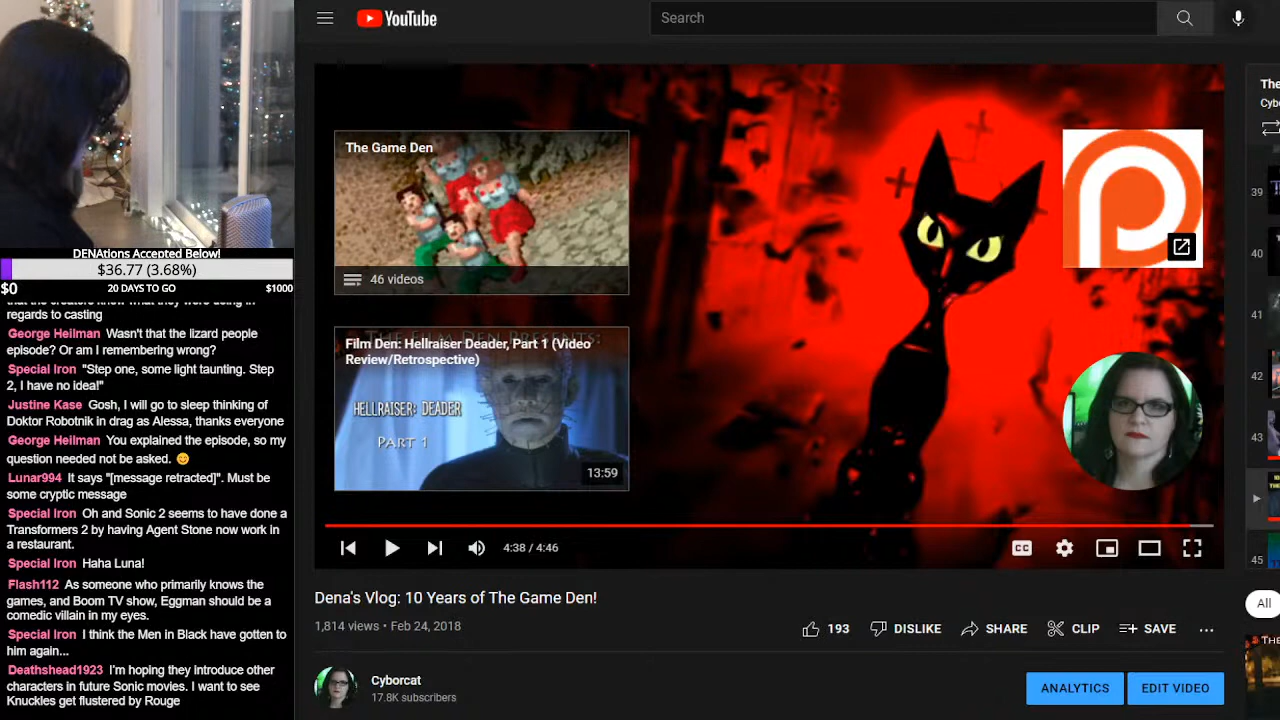 YouTube
Search
The Game Den
46 videos
Film Den: Hellraiser Deader, Part 1 (Video
Review/Retrospective)
HELLRAISER: DEADER
PART 1
13:59
4:38 / 4:46
CC
Dena's Vlog: 10 Years of The Game Den!
1,814 views • Feb 24, 2018
193
DISLIKE
SHARE
CLIP
SAVE
Cyborcat
17.8K subscribers
ANALYTICS
EDIT VIDEO
The
Cybo
39
40
41
42
43
45
All
DENAtions Accepted Below!
$36.77 (3.68%)
$0
20 DAYS TO GO
$1000
that the creators knew what they were doing in
regards to casting
George Heilman Wasn't that the lizard people
episode? Or am I remembering wrong?
Special Iron "Step one, some light taunting. Step
2, I have no idea!"
Justine Kase Gosh, I will go to sleep thinking of
Doktor Robotnik in drag as Alessa, thanks everyone
George Heilman You explained the episode, so my
question needed not be asked. 😊
Lunar994 It says "[message retracted]". Must be
some cryptic message
Special Iron Oh and Sonic 2 seems to have done a
Transformers 2 by having Agent Stone now work in
a restaurant.
Special Iron Haha Luna!
Flash112 As someone who primarily knows the
games, and Boom TV show, Eggman should be a
comedic villain in my eyes.
Special Iron I think the Men in Black have gotten to
him again...
Deathshead1923 I'm hoping they Introduce other
characters in future Sonic movies. I want to see
Knuckles get flustered by Rouge